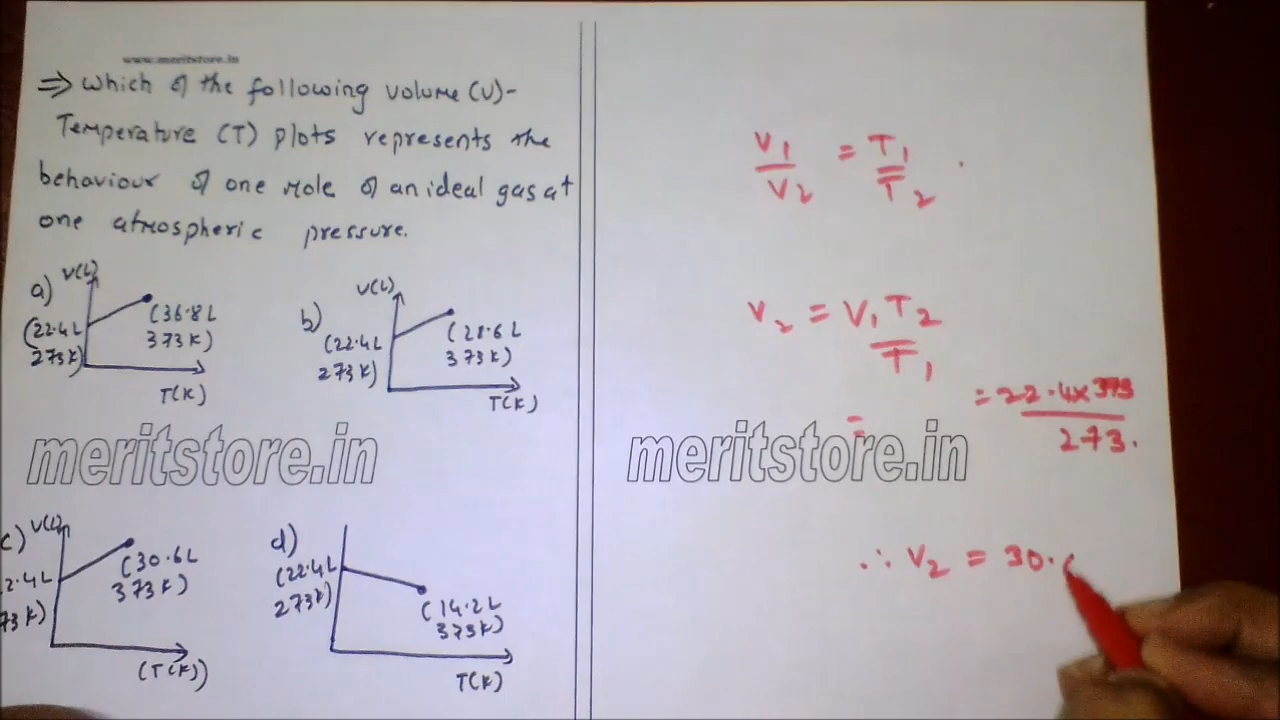 www.meritstore.in
⇒ Which of the following volume (V)-
Temperature (T) plots represents the
behaviour of one mole of an ideal gas at
one atmospheric pressure.
a) V(L)
(22.4L
273K)
(36.8L
373K)
T(K)
b) V(L)
(22.4L
273K)
(28.6L
373K)
T(K)
meritstore.in
c) V(L)
2.4L
73K)
(30.6L
373K)
(T(K))
d)
(22.4L
273K)
(14.2L
373K)
T(K)
V1/V2 = T1/T2
V2 = V1T2/T1
= 22.4x373/273.
=
meritstore.in
∴ V2 = 30.